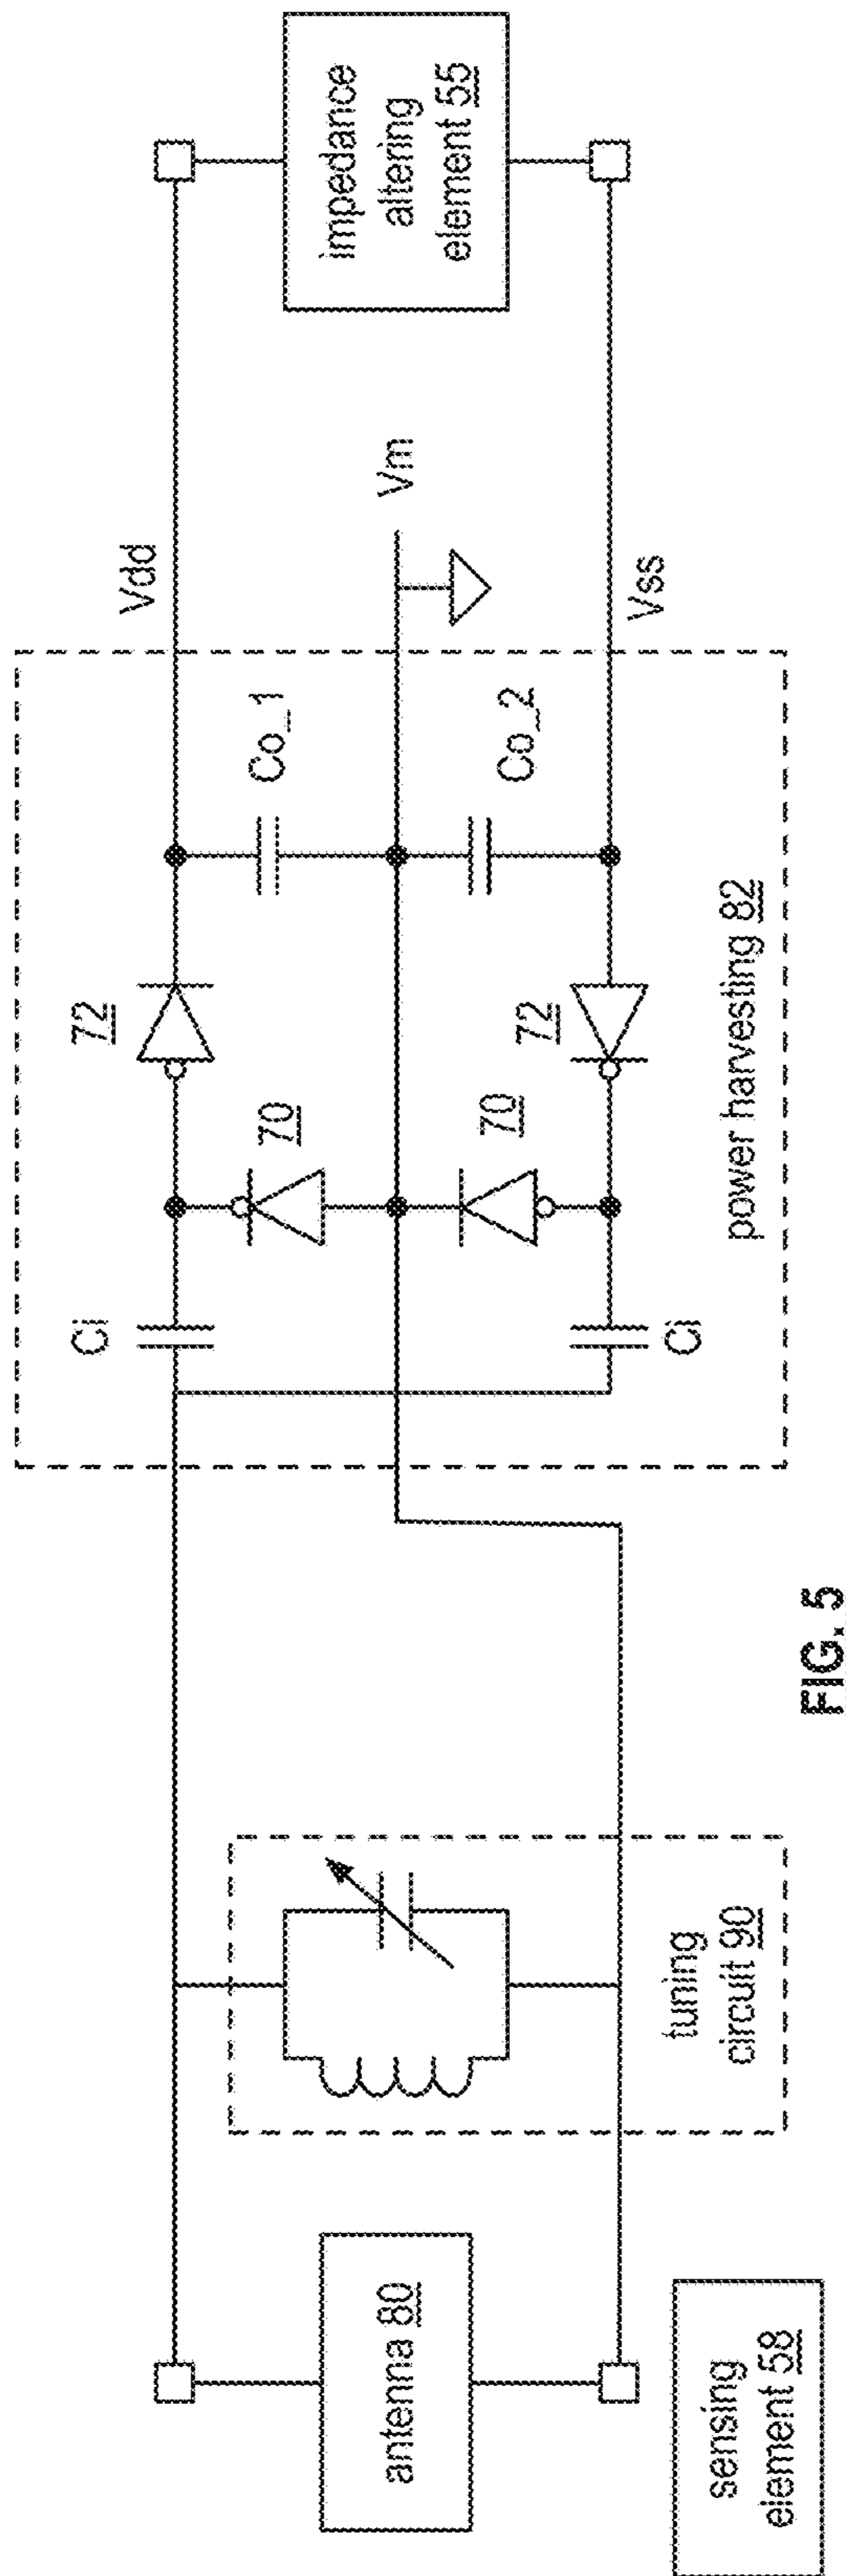 antenna 80
sensing
element 58
tuning
circuit 90
Ci
Ci
72
70
70
72
Co_1
Co_2
power harvesting 82
Vdd
Vm
Vss
impedance
altering
element 55
FIG. 5